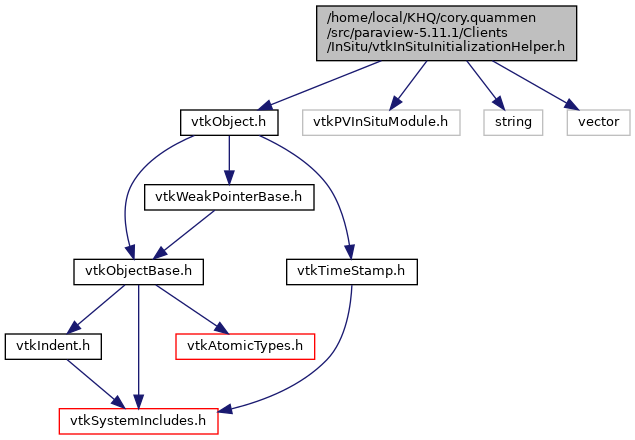 /home/local/KHQ/cory.quammen
/src/paraview-5.11.1/Clients
/InSitu/vtkInSituInitializationHelper.h
vtkObject.h
vtkPVInSituModule.h
string
vector
vtkWeakPointerBase.h
vtkObjectBase.h
vtkTimeStamp.h
vtkIndent.h
vtkAtomicTypes.h
vtkSystemIncludes.h